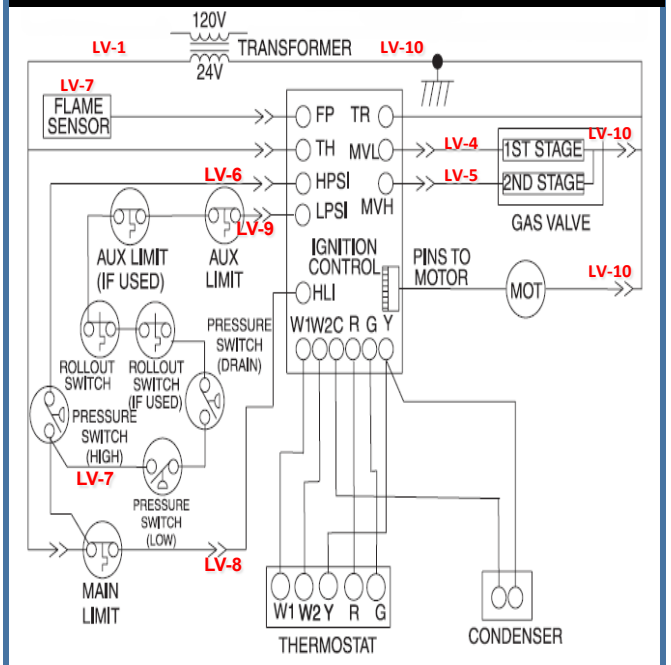 120V
LV-1
TRANSFORMER
LV-10
24V
LV-7
FLAME
SENSOR
FP
TR
TH
MVL
LV-4
1ST STAGE
LV-10
LV-6
HPSI
LV-5
2ND STAGE
LPSI
MVH
LV-9
GAS VALVE
AUX LIMIT
(IF USED)
AUX
LIMIT
IGNITION
CONTROL
PINS TO
MOTOR
LV-10
HLI
MOT
W1 W2 C R G Y
PRESSURE
SWITCH
(DRAIN)
ROLLOUT
SWITCH
ROLLOUT
SWITCH
(IF USED)
PRESSURE
SWITCH
(HIGH)
LV-7
PRESSURE
SWITCH
(LOW)
LV-8
MAIN
LIMIT
W1 W2 Y R G
THERMOSTAT
CONDENSER